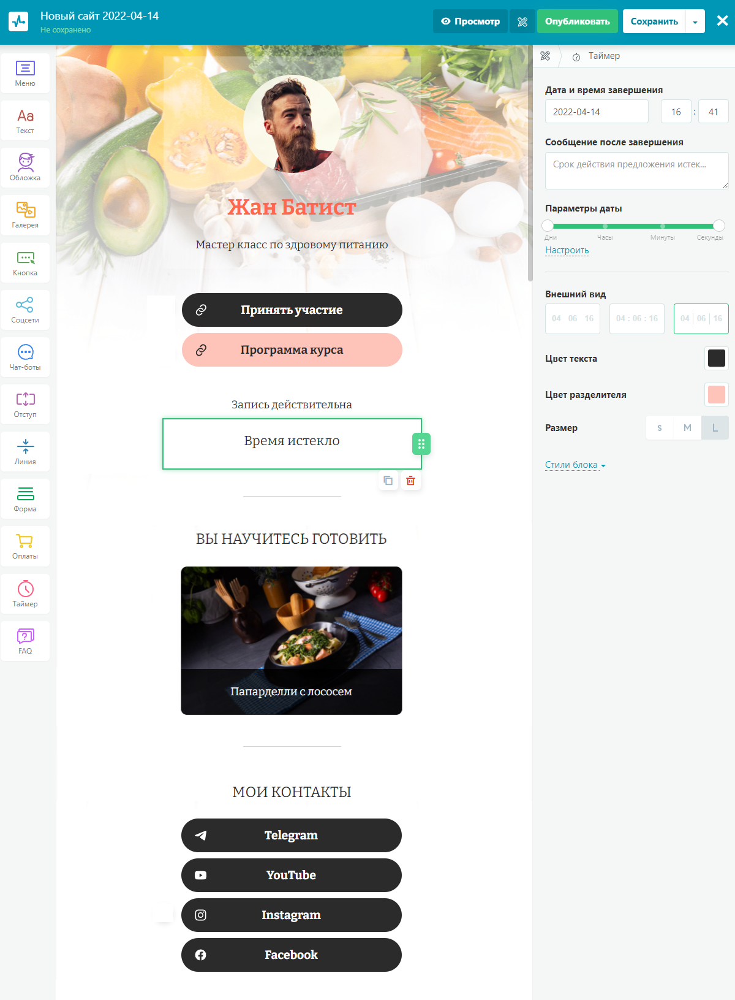 Новый сайт 2022-04-14
Не сохранено
Просмотр
Опубликовать
Сохранить
Меню
Текст
Обложка
Галерея
Кнопка
Соцсети
Чат-боты
Отступ
Линия
Форма
Оплаты
Таймер
FAQ
Жан Батист
Мастер класс по здровому питанию
Принять участие
Программа курса
Запись действительна
Время истекло
ВЫ НАУЧИТЕСЬ ГОТОВИТЬ
Папарделли с лососем
МОИ КОНТАКТЫ
Telegram
YouTube
Instagram
Facebook
Таймер
Дата и время завершения
2022-04-14 16 : 41
Сообщение после завершения
Срок действия предложения истек...
Параметры даты
Дни Часы Минуты Секунды
Настроить
Внешний вид
04 06 16 04 : 06 : 16 04 | 06 | 16
Цвет текста
Цвет разделителя
Размер S M L
Стили блока